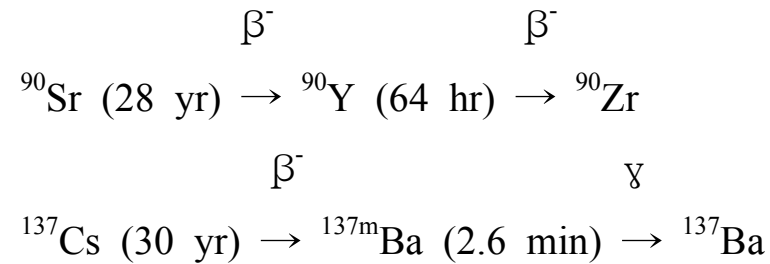 β⁻ β⁻
⁹⁰Sr (28 yr) → ⁹⁰Y (64 hr) → ⁹⁰Zr
β⁻ γ
¹³⁷Cs (30 yr) → ¹³⁷ᵐBa (2.6 min) → ¹³⁷Ba